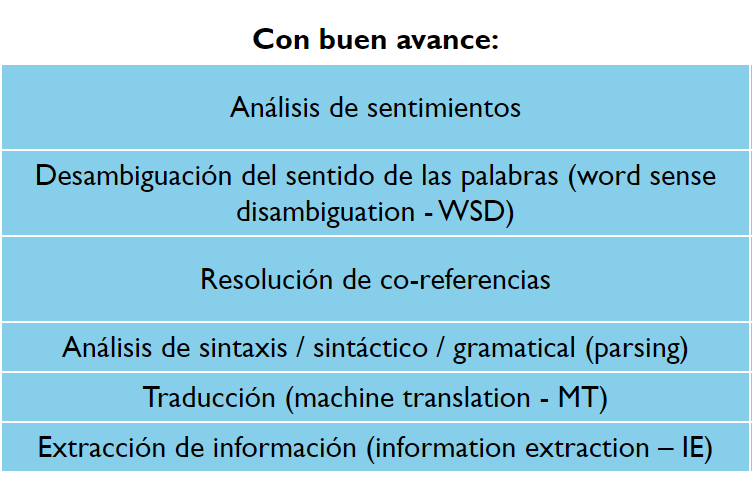 Con buen avance:
Análisis de sentimientos
Desambiguación del sentido de las palabras (word sense
disambiguation - WSD)
Resolución de co-referencias
Análisis de sintaxis / sintáctico / gramatical (parsing)
Traducción (machine translation - MT)
Extracción de información (information extraction – IE)